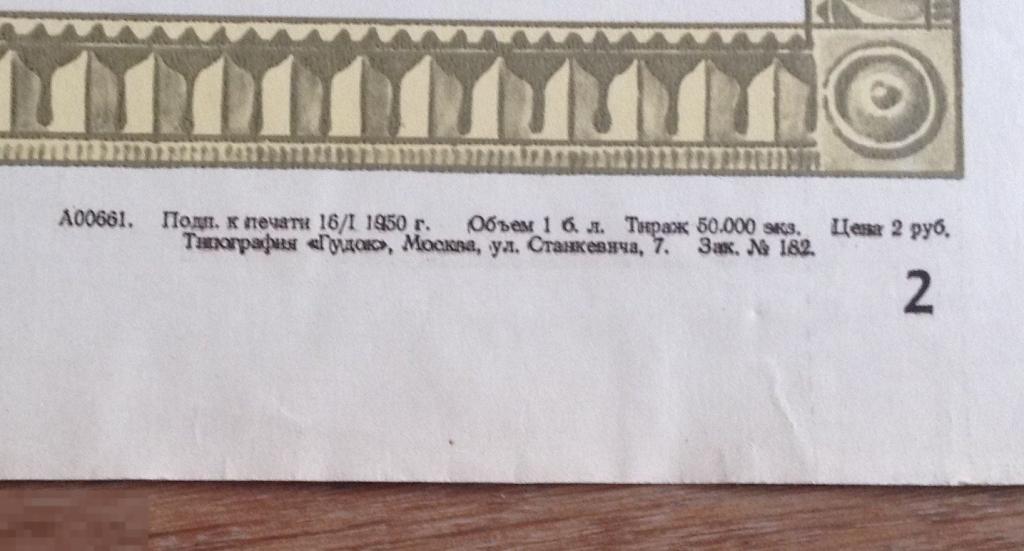 А00661. Подп. к печати 16/I 1950 г. Объем 1 б. л. Тираж 50.000 экз. Цена 2 руб.
Типография «Гудок», Москва, ул. Станкевича, 7. Зак. № 182.
2